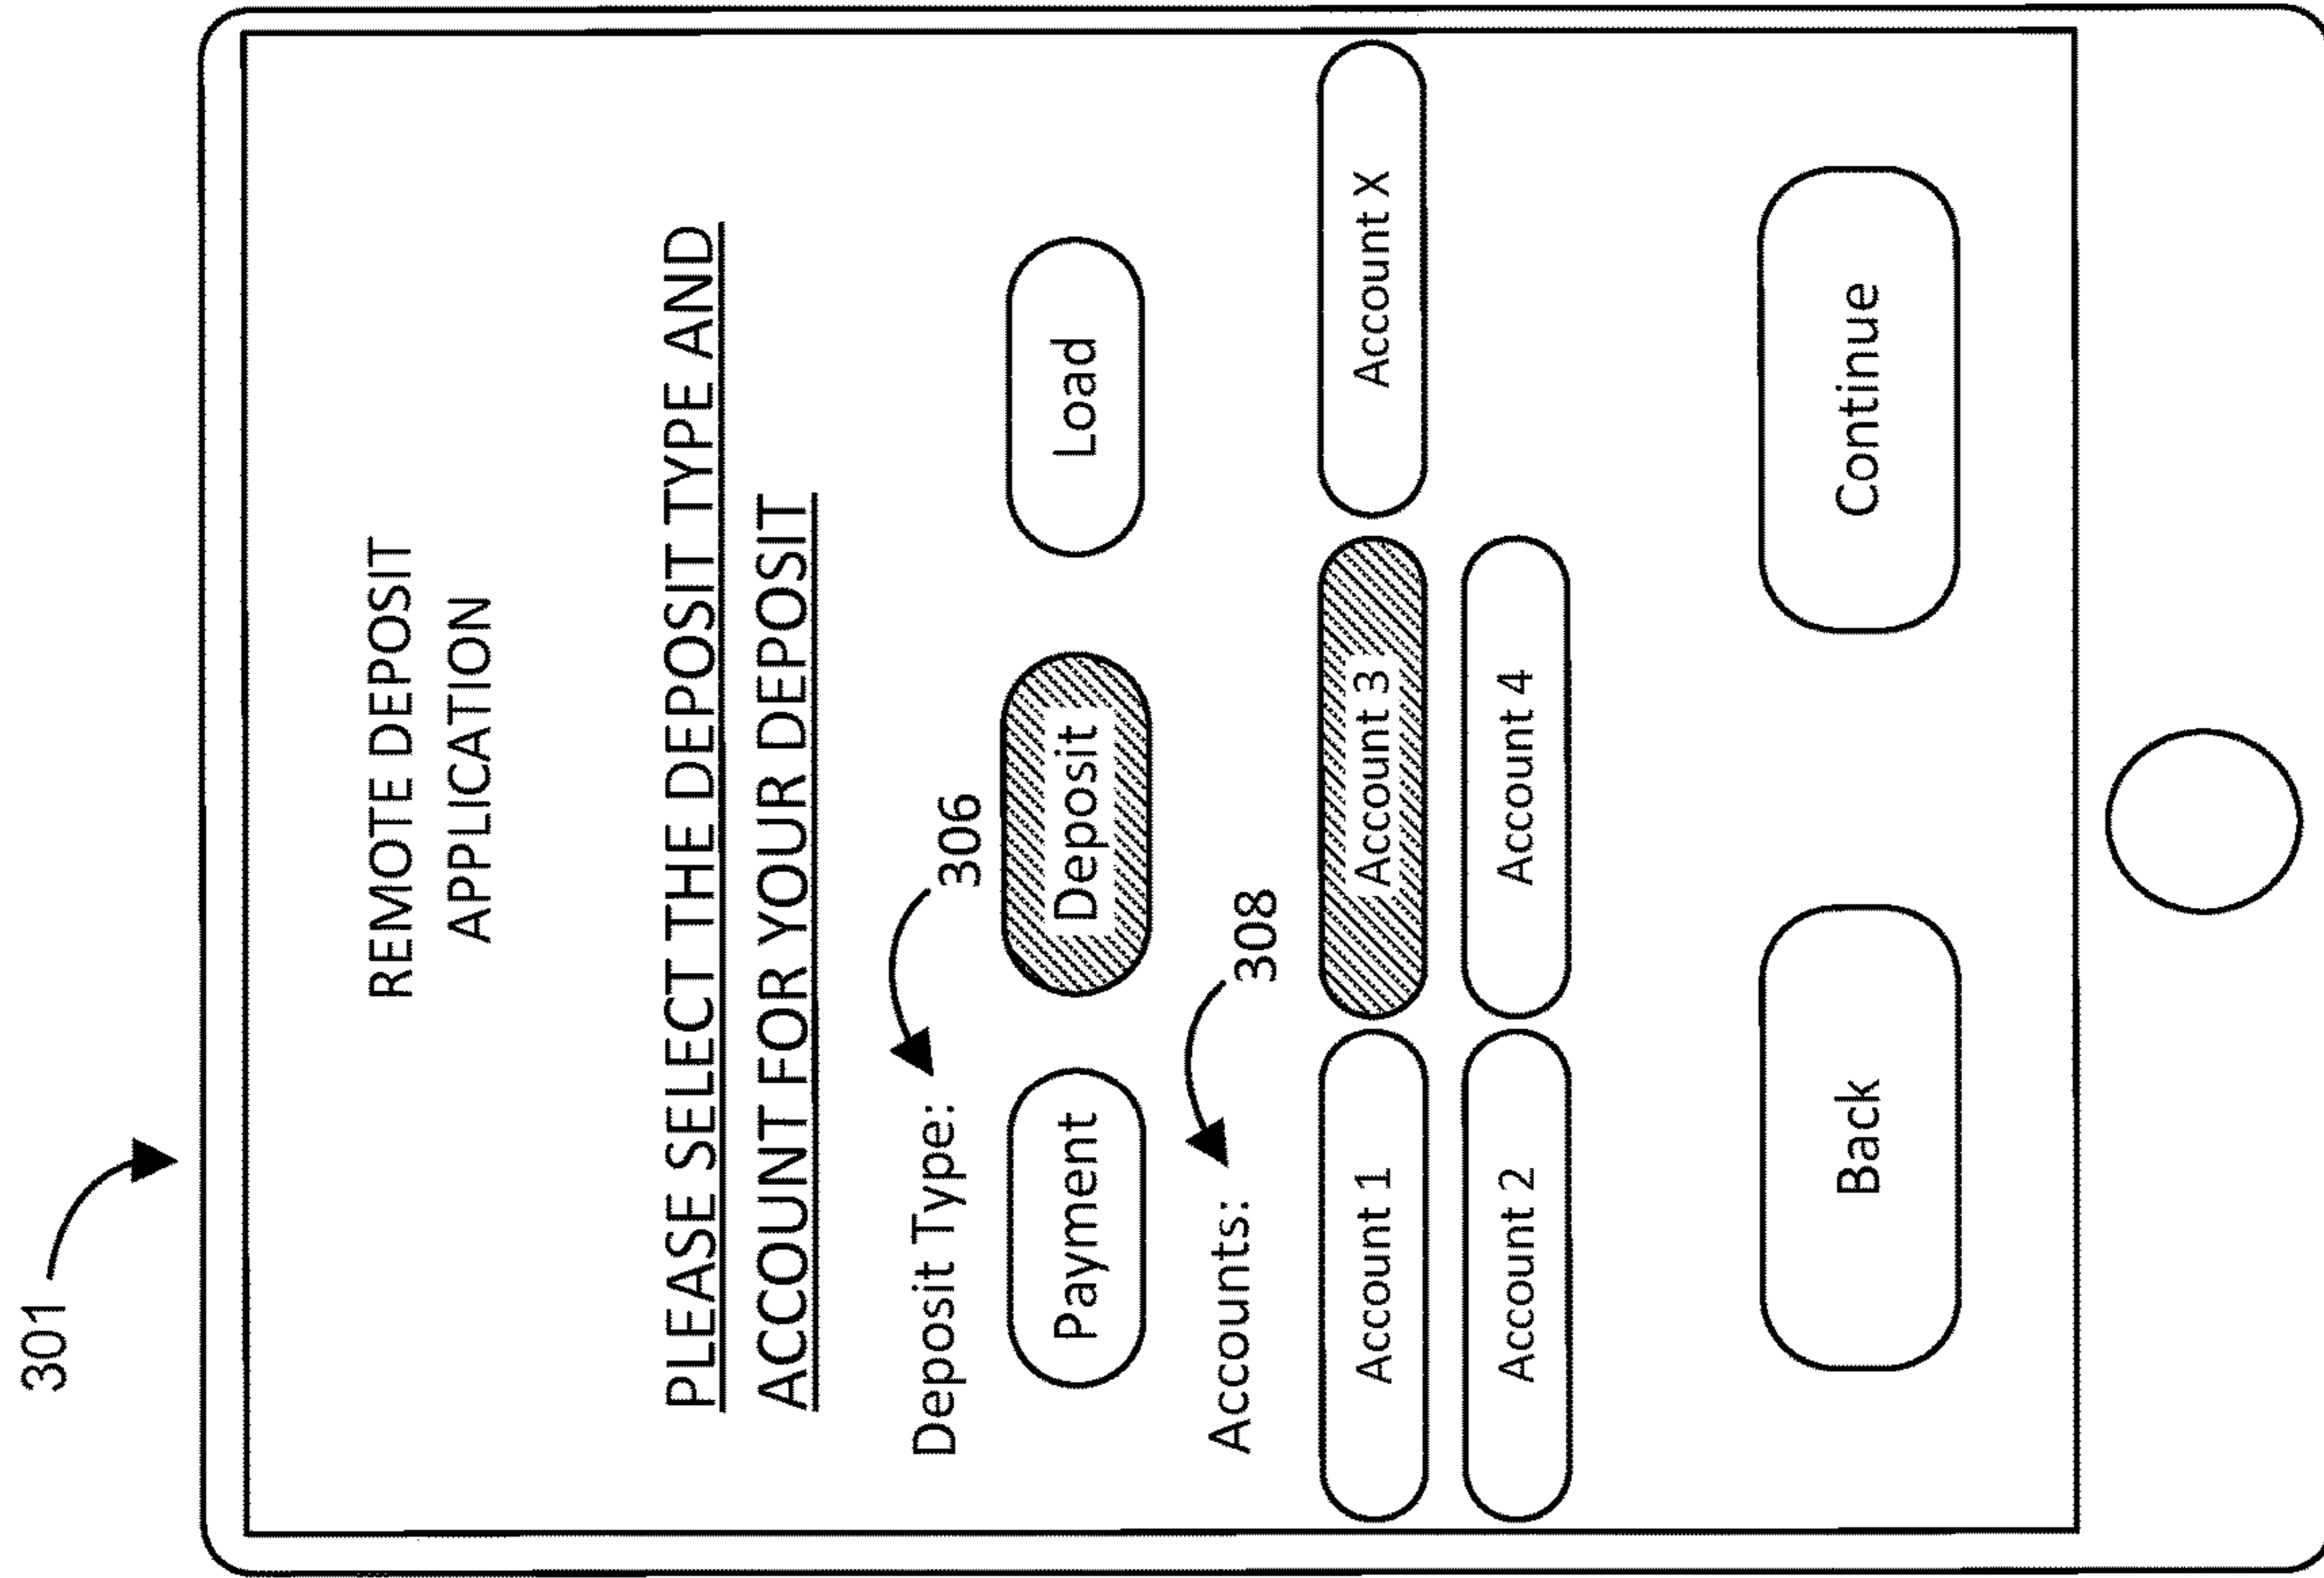 301
REMOTE DEPOSIT
APPLICATION
PLEASE SELECT THE DEPOSIT TYPE AND
ACCOUNT FOR YOUR DEPOSIT
Deposit Type:
306
Payment Deposit Load
Accounts:
308
Account 1 Account 3 Account X
Account 2 Account 4
Back Continue